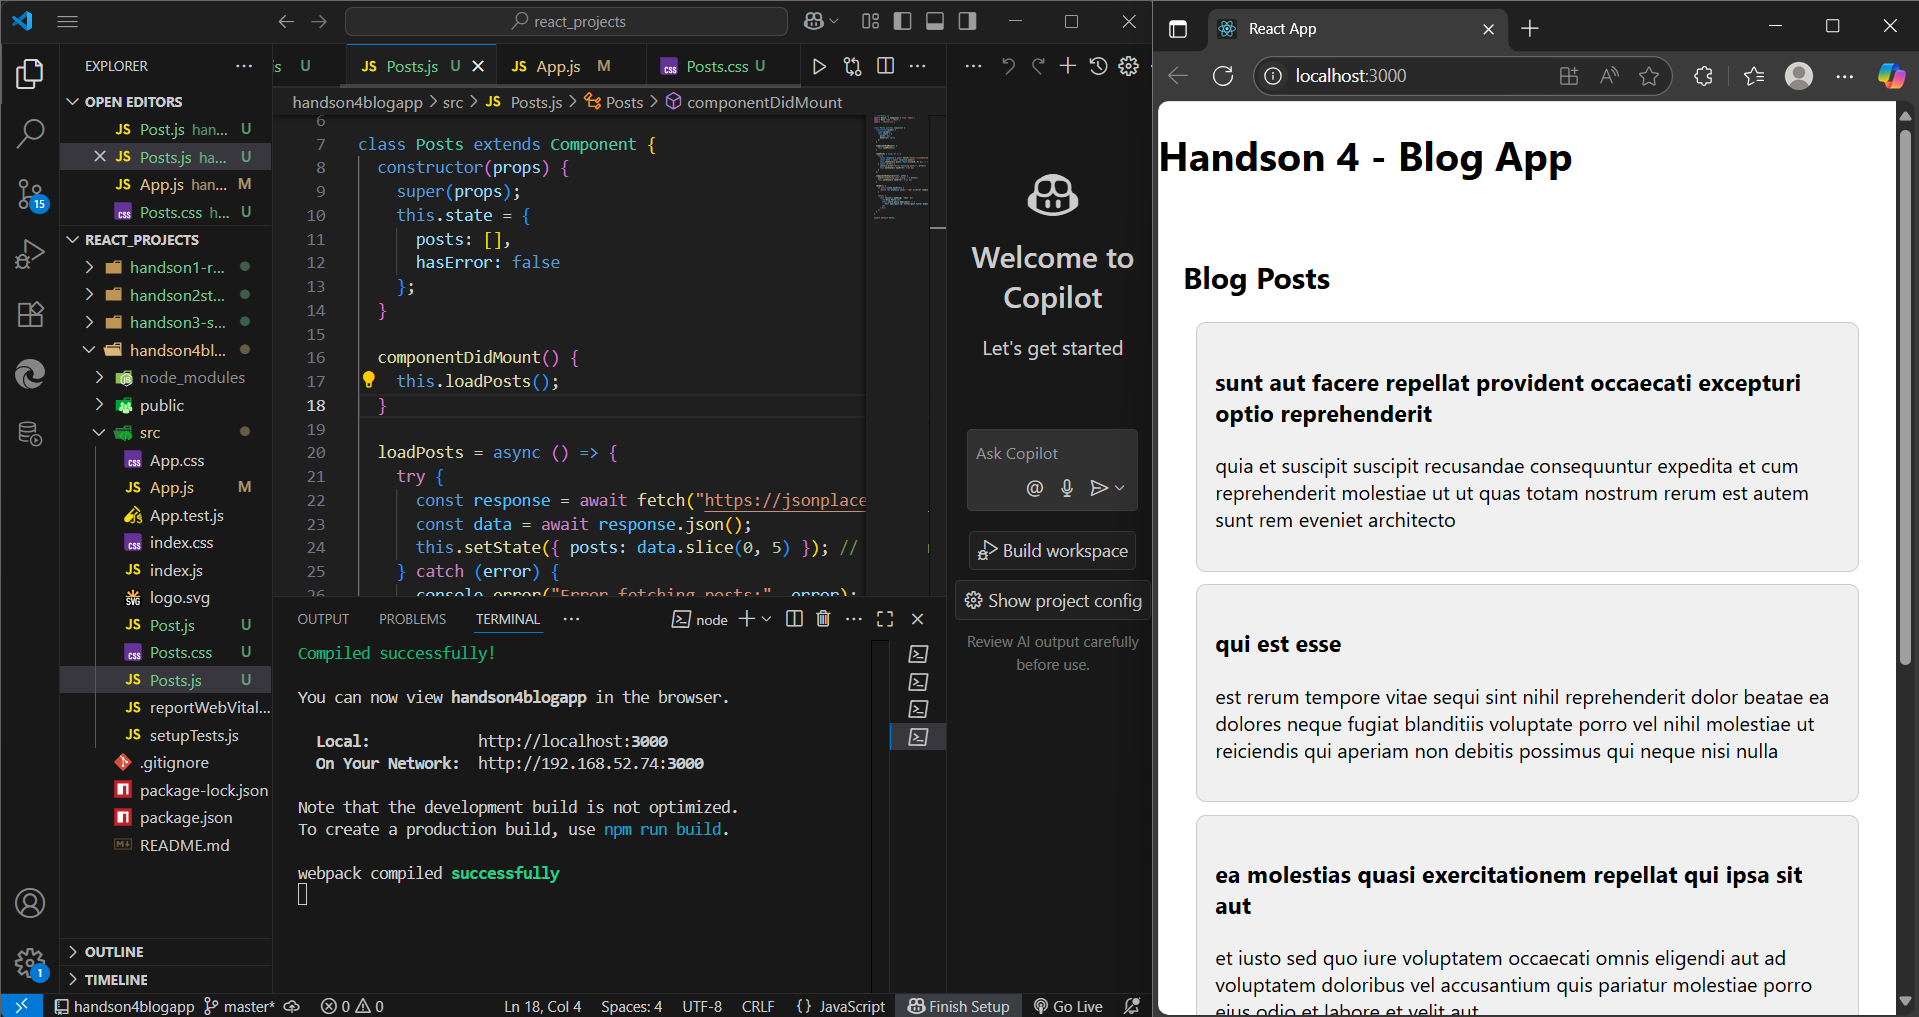 react_projects
EXPLORER
OPEN EDITORS
JS Post.js han... U
JS Posts.js ha... U
JS App.js han... M
css Posts.css h... U
REACT_PROJECTS
handson1-r...
handson2st...
handson3-s...
handson4bl...
node_modules
public
src
css App.css
JS App.js M
App.test.js
css index.css
JS index.js
logo.svg
JS Post.js U
css Posts.css U
JS Posts.js U
JS reportWebVital...
JS setupTests.js
.gitignore
package-lock.json
package.json
README.md
OUTLINE
TIMELINE
15
1
s U
JS Posts.js U
JS App.js M
css Posts.css U
handson4blogapp > src > JS Posts.js > Posts > componentDidMount
6
7 class Posts extends Component {
8 constructor(props) {
9 super(props);
10 this.state = {
11 posts: [],
12 hasError: false
13 };
14 }
15
16 componentDidMount() {
17 this.loadPosts();
18 }
19
20 loadPosts = async () => {
21 try {
22 const response = await fetch("https://jsonplace
23 const data = await response.json();
24 this.setState({ posts: data.slice(0, 5) }); //
25 } catch (error) {
26 console.error("Error fetching posts:", error);
OUTPUT PROBLEMS TERMINAL
node
Compiled successfully!
You can now view handson4blogapp in the browser.
Local: http://localhost:3000
On Your Network: http://192.168.52.74:3000
Note that the development build is not optimized.
To create a production build, use npm run build.
webpack compiled successfully
Welcome to
Copilot
Let's get started
Ask Copilot
@
Build workspace
Show project config
Review AI output carefully
before use.
handson4blogapp master* 0 0 Ln 18, Col 4 Spaces: 4 UTF-8 CRLF {} JavaScript Finish Setup Go Live
React App
localhost:3000
Handson 4 - Blog App
Blog Posts
sunt aut facere repellat provident occaecati excepturi
optio reprehenderit
quia et suscipit suscipit recusandae consequuntur expedita et cum
reprehenderit molestiae ut ut quas totam nostrum rerum est autem
sunt rem eveniet architecto
qui est esse
est rerum tempore vitae sequi sint nihil reprehenderit dolor beatae ea
dolores neque fugiat blanditiis voluptate porro vel nihil molestiae ut
reiciendis qui aperiam non debitis possimus qui neque nisi nulla
ea molestias quasi exercitationem repellat qui ipsa sit
aut
et iusto sed quo iure voluptatem occaecati omnis eligendi aut ad
voluptatem doloribus vel accusantium quis pariatur molestiae porro
eius odio et labore et velit aut